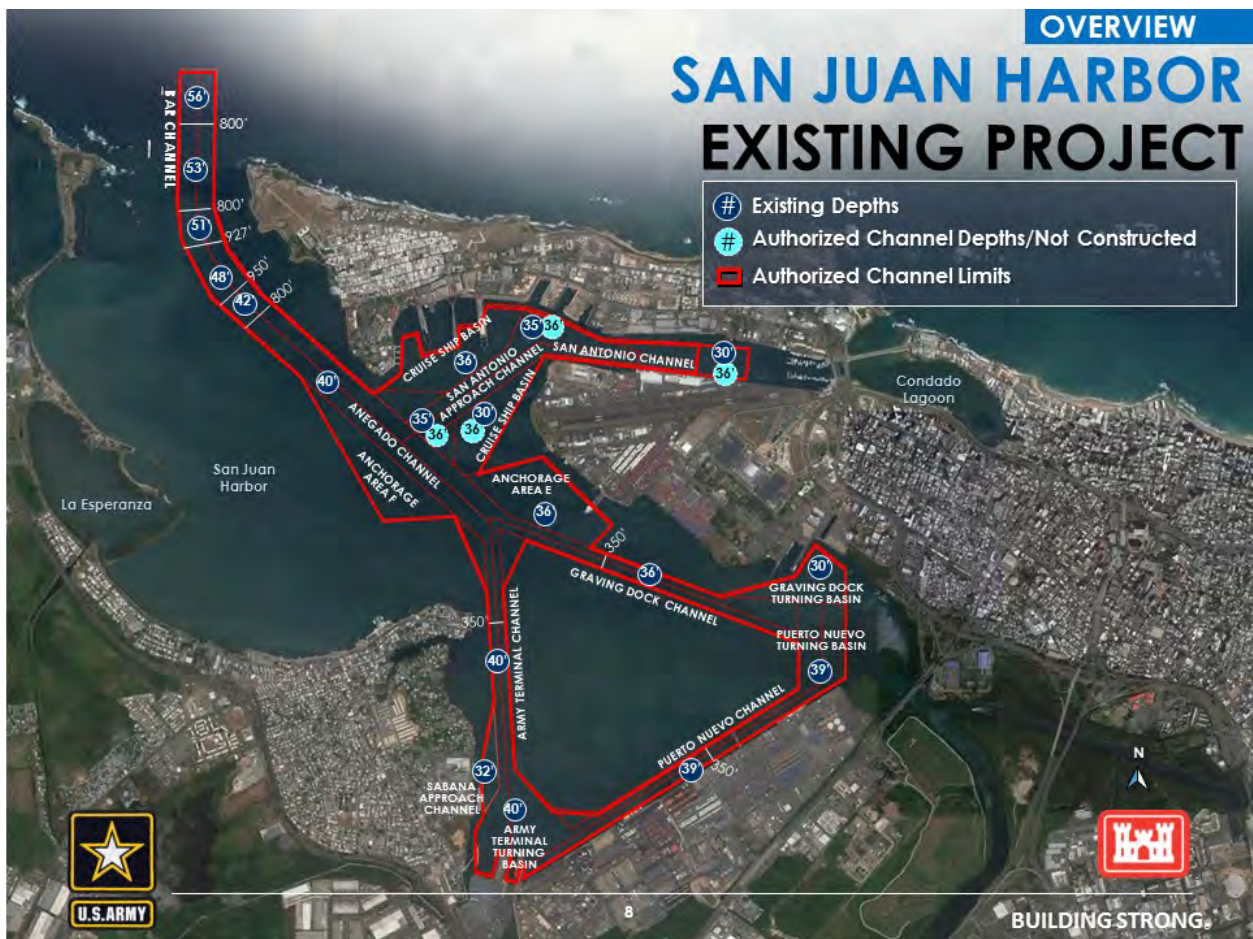 OVERVIEW
SAN JUAN HARBOR
EXISTING PROJECT
# Existing Depths
# Authorized Channel Depths/Not Constructed
Authorized Channel Limits
BAR CHANNEL
56'
800'
53'
800'
51'
927'
48'
950'
42'
800'
40'
ANEGADO CHANNEL
ANCHORAGE
AREA F
CRUISE SHIP BASIN
36
SAN ANTONIO
APPROACH CHANNEL
35'
36'
SAN ANTONIO CHANNEL
30'
36'
35'
36'
30'
36'
CRUISE SHIP BASIN
Condado
Lagoon
San Juan
Harbor
La Esperanza
ANCHORAGE
AREA E
36
350'
36'
GRAVING DOCK CHANNEL
30'
GRAVING DOCK
TURNING BASIN
PUERTO NUEVO
TURNING BASIN
39'
350'
40'
ARMY TERMINAL CHANNEL
PUERTO NUEVO CHANNEL
39'
350'
32'
SABANA
APPROACH
CHANNEL
40'
ARMY
TERMINAL
TURNING
BASIN
N
U.S.ARMY
8
BUILDING STRONG®